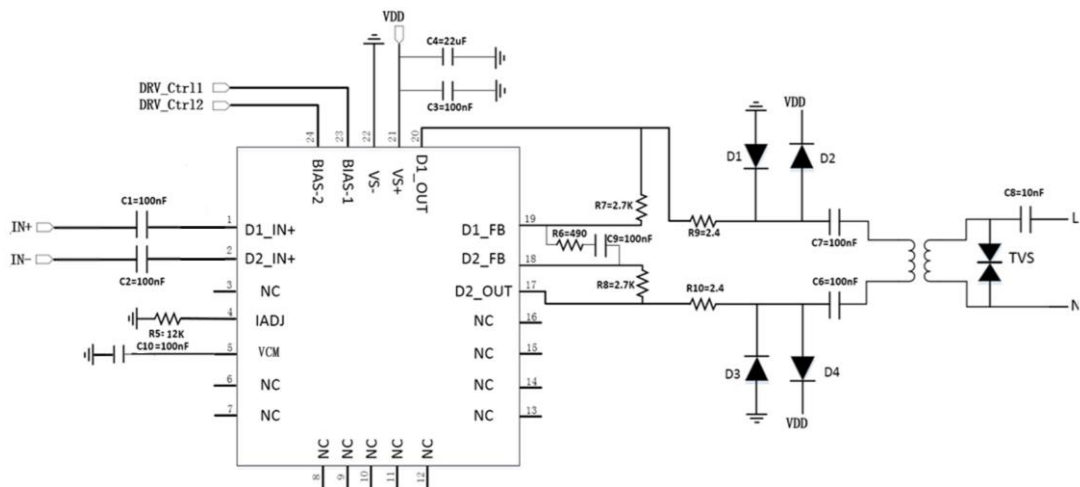 VDD
C4=22uF
DRV_Ctrl1
DRV_Ctrl2
C3=100nF
24
23
22
21
20
BIAS-2
BIAS-1
VS-
VS+
D1_OUT
VDD
D1
D2
C1=100nF
IN+
1
D1_IN+
IN-
2
D2_IN+
C2=100nF
3
NC
4
IADJ
R5=12K
C10=100nF
5
VCM
6
NC
7
NC
NC
NC
NC
NC
NC
8
9
10
11
12
19
D1_FB
R7=2.7K
R6=490
C9=100nF
18
D2_FB
R8=2.7K
17
D2_OUT
16
NC
15
NC
14
NC
13
NC
R9=2.4
R10=2.4
C7=100nF
C6=100nF
C8=10nF
L
TVS
N
D3
D4
VDD